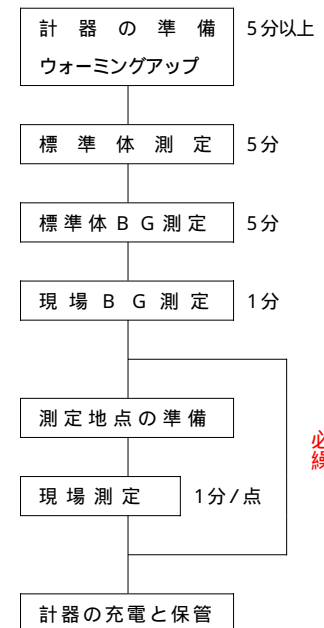 計器の準備 5分以上
ウォーミングアップ
標準体測定 5分
標準体BG測定 5分
現場BG測定 1分
測定地点の準備
現場測定 1分/点
計器の充電と保管